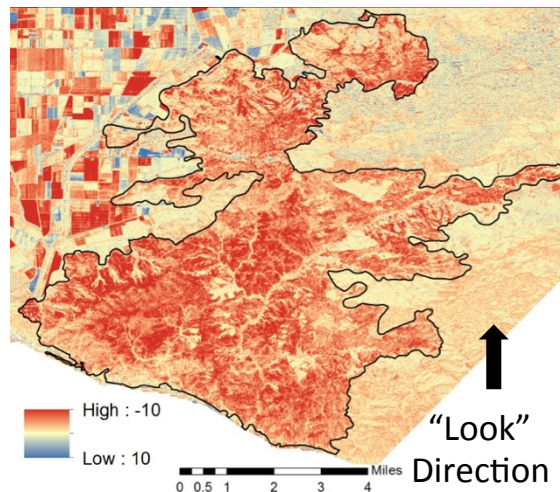 High : -10
Low : 10
Miles
0 0.5 1 2 3 4
"Look"
Direction